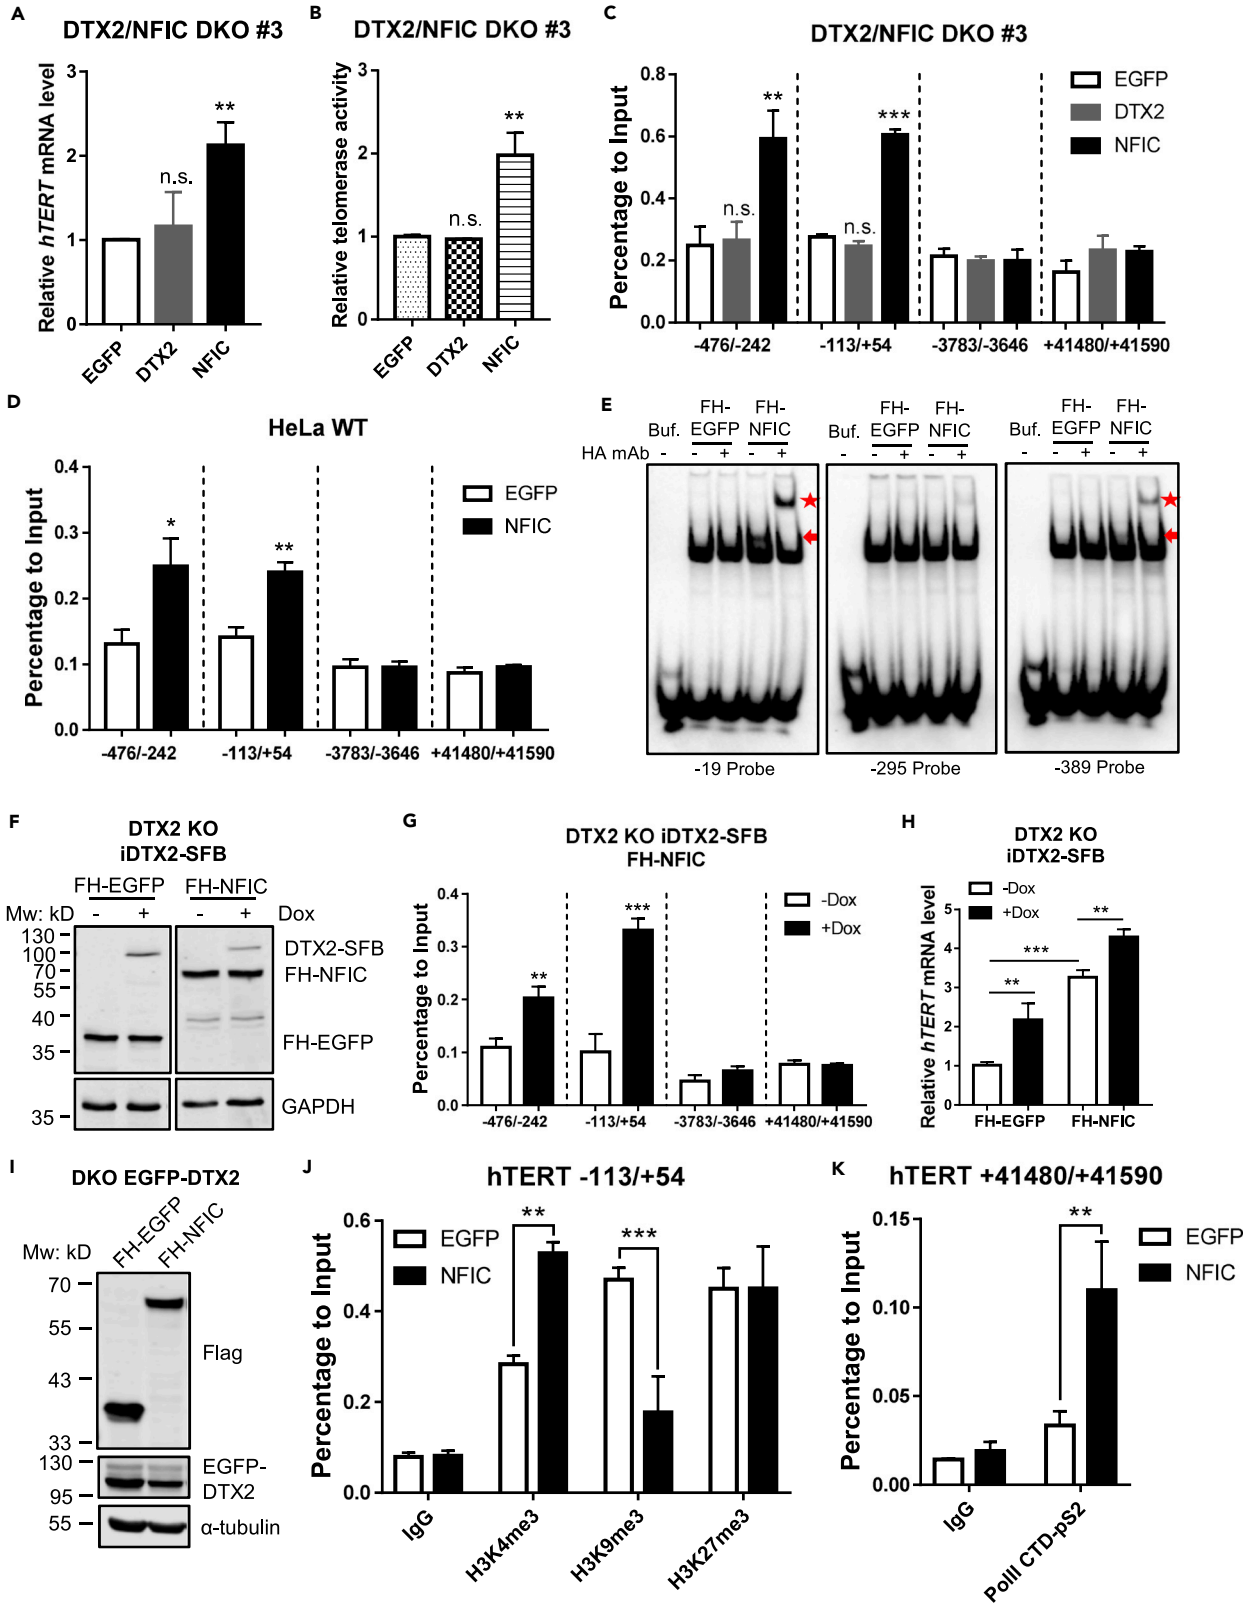 A
DTX2/NFIC DKO #3
Relative hTERT mRNA level
3
2
1
0
n.s.
**
EGFP
DTX2
NFIC
B
DTX2/NFIC DKO #3
Relative telomerase activity
3
2
1
0
n.s.
**
EGFP
DTX2
NFIC
C
DTX2/NFIC DKO #3
Percentage to Input
0.8
0.6
0.4
0.2
0.0
n.s.
**
n.s.
***
EGFP
DTX2
NFIC
-476/-242
-113/+54
-3783/-3646
+41480/+41590
D
HeLa WT
Percentage to Input
0.4
0.3
0.2
0.1
0.0
*
**
EGFP
NFIC
-476/-242
-113/+54
-3783/-3646
+41480/+41590
E
FH- FH- FH- FH- FH- FH-
Buf. EGFP NFIC Buf. EGFP NFIC Buf. EGFP NFIC
HA mAb - - + - + - - + - + - - + - +
-19 Probe
-295 Probe
-389 Probe
F
DTX2 KO
iDTX2-SFB
FH-EGFP FH-NFIC
Mw: kD - + - + Dox
130
100
70
55
40
35
35
DTX2-SFB
FH-NFIC
FH-EGFP
GAPDH
G
DTX2 KO iDTX2-SFB
FH-NFIC
Percentage to Input
0.4
0.3
0.2
0.1
0.0
**
***
-Dox
+Dox
-476/-242
-113/+54
-3783/-3646
+41480/+41590
H
DTX2 KO
iDTX2-SFB
-Dox
+Dox
Relative hTERT mRNA level
5
4
3
2
1
0
**
***
**
FH-EGFP
FH-NFIC
I
DKO EGFP-DTX2
FH-EGFP
FH-NFIC
Mw: kD
70
55
43
33
130
95
55
Flag
EGFP-
DTX2
α-tubulin
J
hTERT -113/+54
Percentage to Input
0.6
0.4
0.2
0.0
EGFP
NFIC
**
***
IgG
H3K4me3
H3K9me3
H3K27me3
K
hTERT +41480/+41590
Percentage to Input
0.15
0.10
0.05
0.00
**
EGFP
NFIC
IgG
PolII CTD-pS2